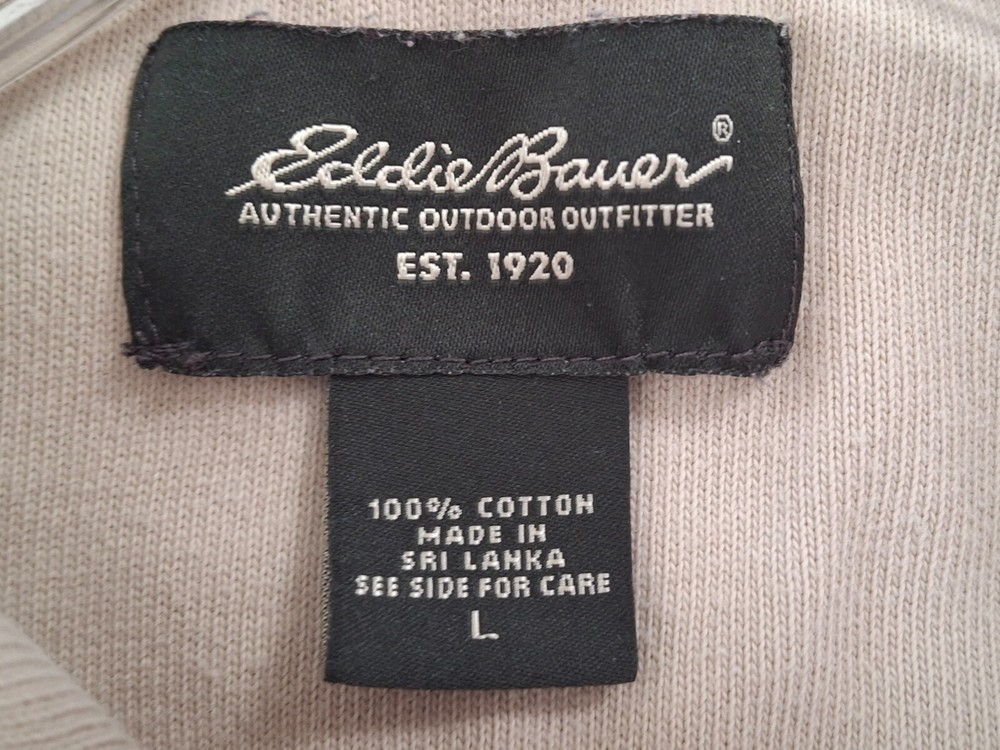 Eddie Bauer®
AUTHENTIC OUTDOOR OUTFITTER
EST. 1920
100% COTTON
MADE IN
SRI LANKA
SEE SIDE FOR CARE
L